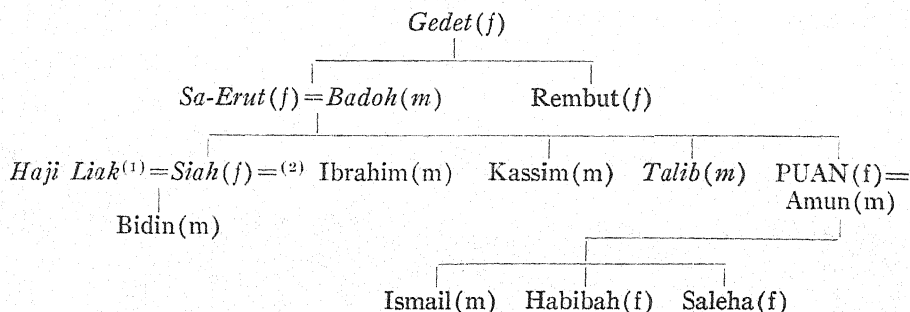 Gedet(f)
Sa-Erut(f)=Badoh(m) Rembut(f)
Haji Liak(1)=Siah(f)=(2) Ibrahim(m) Kassim(m) Talib(m) PUAN(f)=
Amun(m)
Bidin(m)
Ismail(m) Habibah(f) Saleha(f)